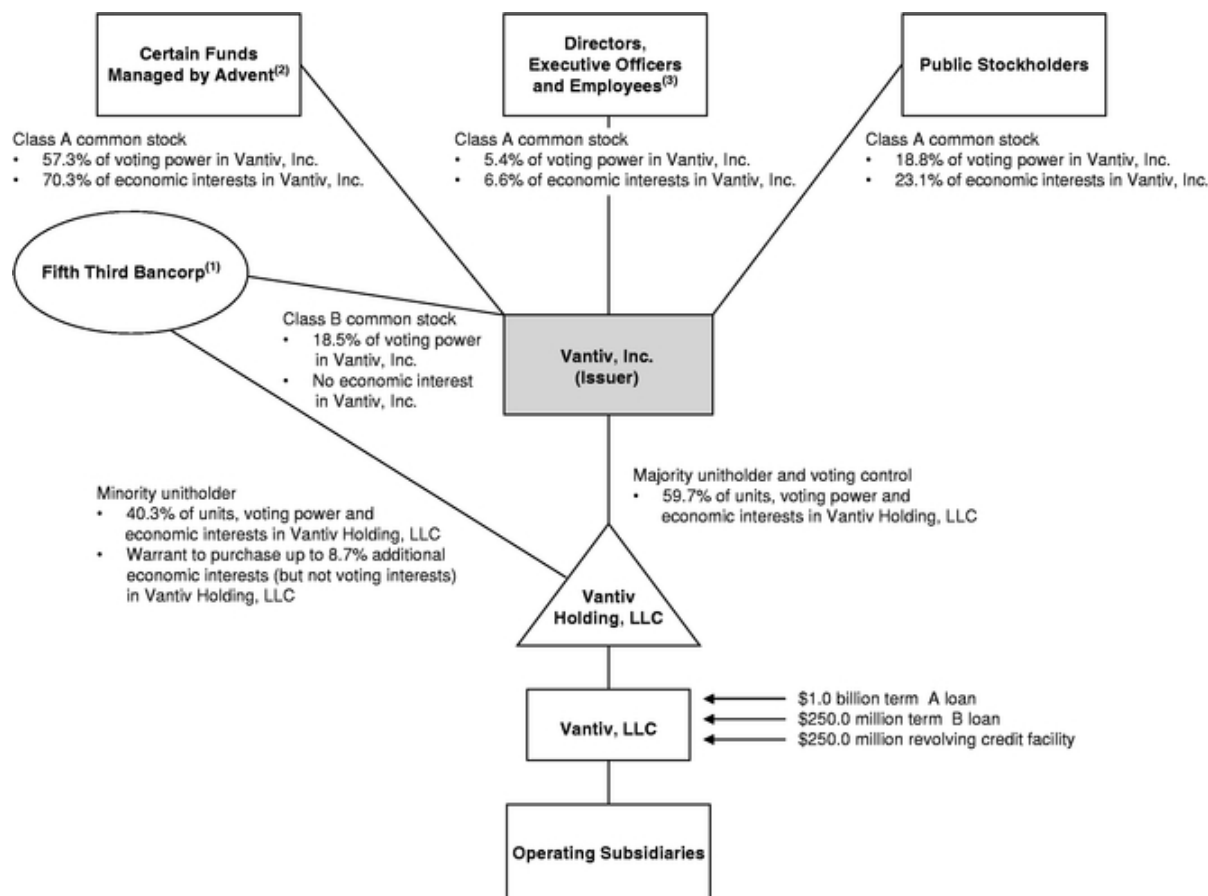 Certain Funds
Managed by Advent(2)
Directors,
Executive Officers
and Employees(3)
Public Stockholders
Class A common stock
• 57.3% of voting power in Vantiv, Inc.
• 70.3% of economic interests in Vantiv, Inc.
Class A common stock
• 5.4% of voting power in Vantiv, Inc.
• 6.6% of economic interests in Vantiv, Inc.
Class A common stock
• 18.8% of voting power in Vantiv, Inc.
• 23.1% of economic interests in Vantiv, Inc.
Fifth Third Bancorp(1)
Class B common stock
• 18.5% of voting power
in Vantiv, Inc.
• No economic interest
in Vantiv, Inc.
Vantiv, Inc.
(Issuer)
Minority unitholder
• 40.3% of units, voting power and
economic interests in Vantiv Holding, LLC
• Warrant to purchase up to 8.7% additional
economic interests (but not voting interests)
in Vantiv Holding, LLC
Majority unitholder and voting control
• 59.7% of units, voting power and
economic interests in Vantiv Holding, LLC
Vantiv
Holding, LLC
Vantiv, LLC
$1.0 billion term A loan
$250.0 million term B loan
$250.0 million revolving credit facility
Operating Subsidiaries